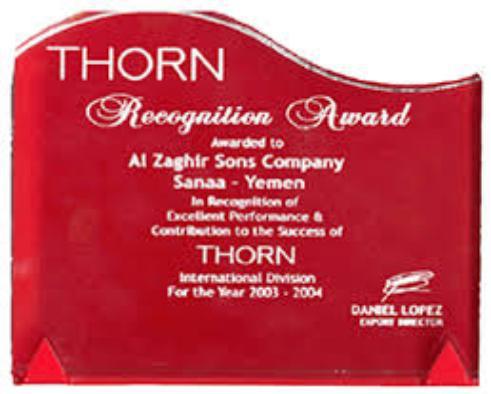 THORN
Recognition Award
Awarded to
Al Zaghir Sons Company
Sanaa - Yemen
In Recognition of
Excellent Performance &
Contribution to the Success of
THORN
International Division
For the Year 2003 - 2004
DANIEL LOPEZ
EXPORT DIRECTOR